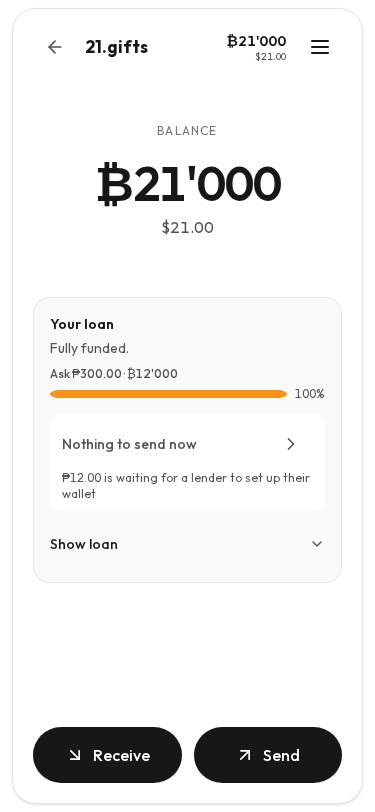 21.gifts
₿21'000
$21.00
BALANCE
₿21'000
$21.00
Your loan
Fully funded.
Ask ₱300.00 · ₿12'000
100%
Nothing to send now
₱12.00 is waiting for a lender to set up their
wallet
Show loan
Receive
Send